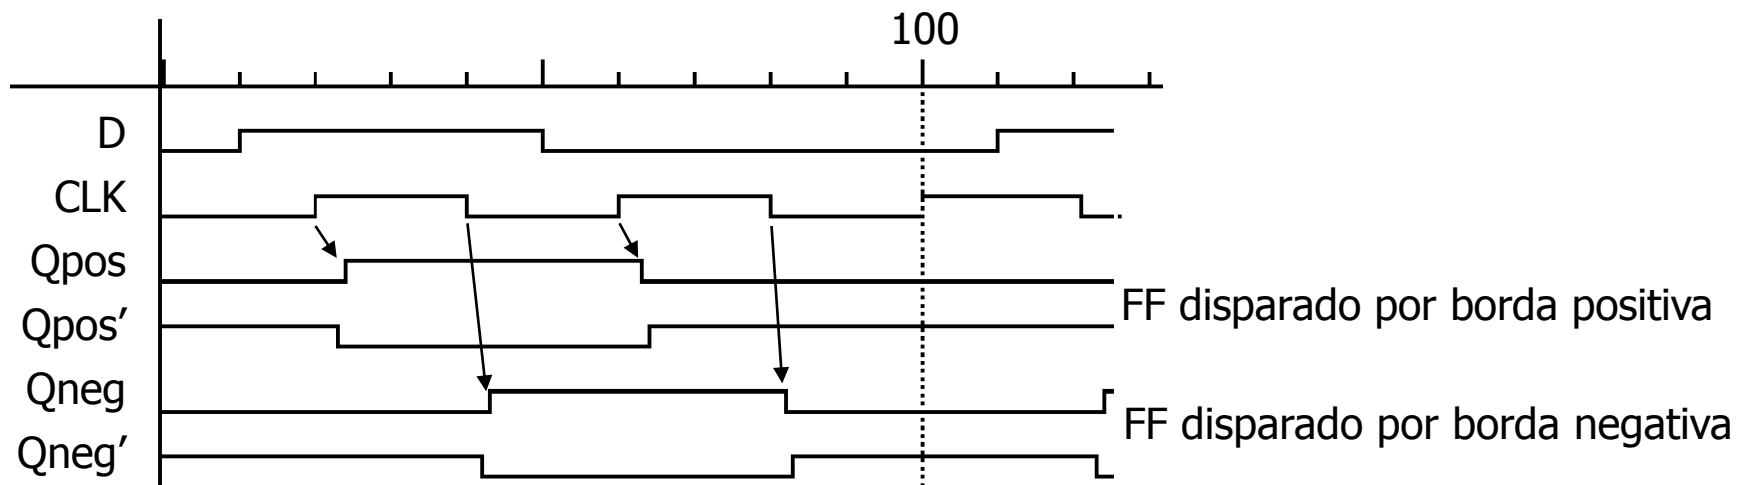 100
D
CLK
Qpos
Qpos′
FF disparado por borda positiva
Qneg
Qneg′
FF disparado por borda negativa